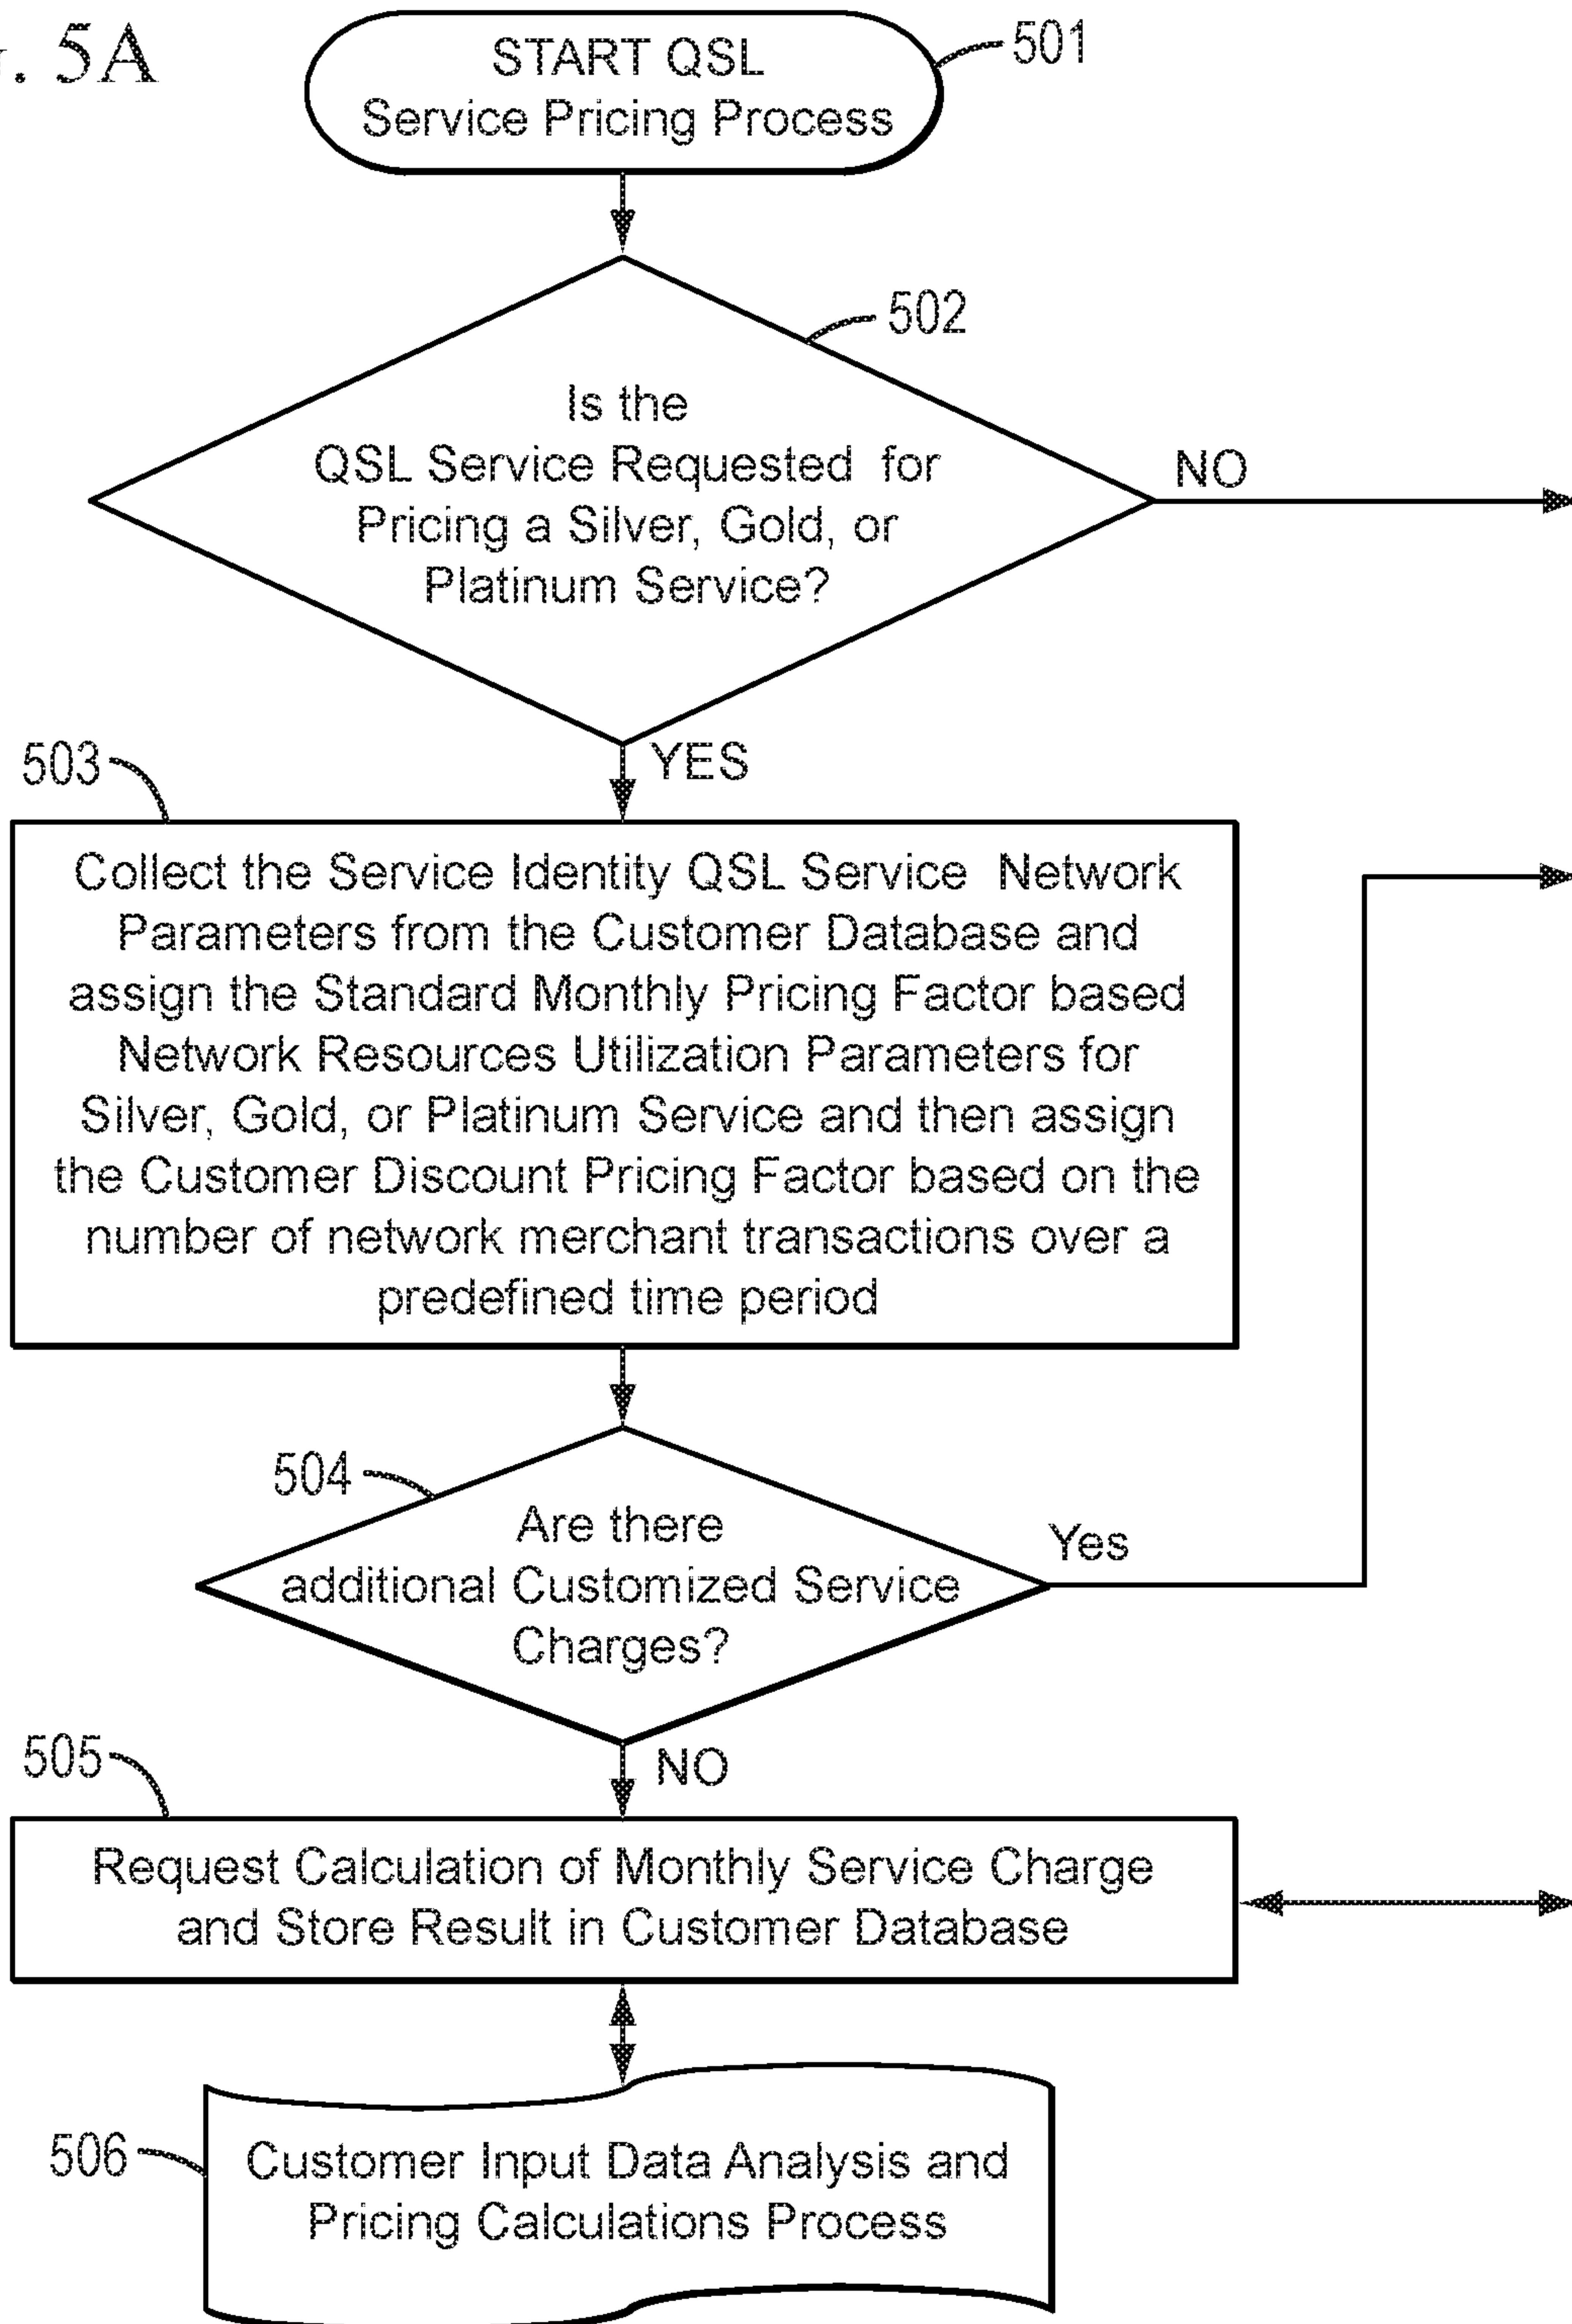 . 5A
START QSL
Service Pricing Process
501
502
Is the
QSL Service Requested for
Pricing a Silver, Gold, or
Platinum Service?
NO
YES
503
Collect the Service Identity QSL Service Network
Parameters from the Customer Database and
assign the Standard Monthly Pricing Factor based
Network Resources Utilization Parameters for
Silver, Gold, or Platinum Service and then assign
the Customer Discount Pricing Factor based on the
number of network merchant transactions over a
predefined time period
504
Are there
additional Customized Service
Charges?
Yes
NO
505
Request Calculation of Monthly Service Charge
and Store Result in Customer Database
506
Customer Input Data Analysis and
Pricing Calculations Process